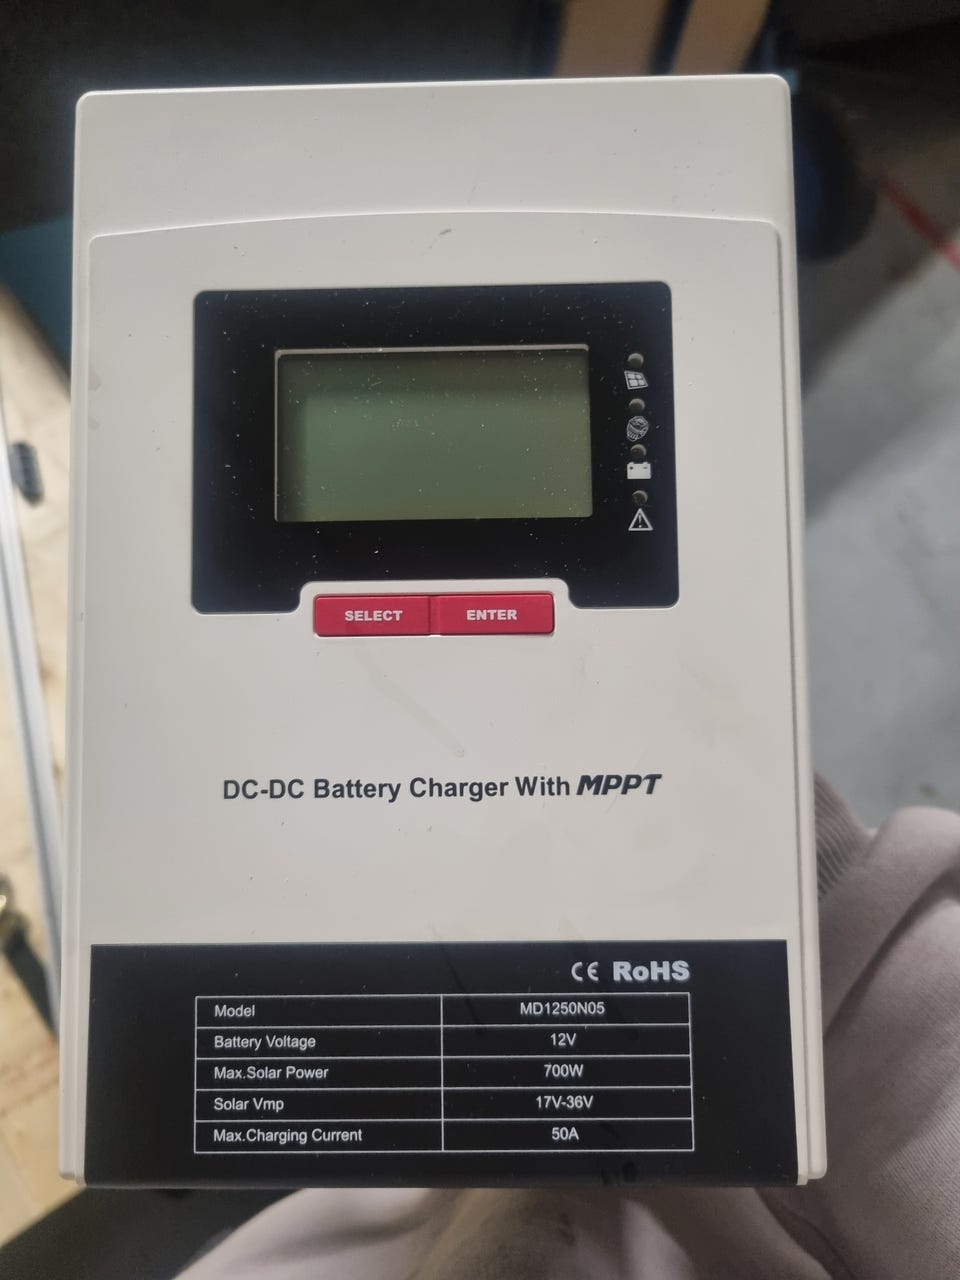 SELECT ENTER
DC-DC Battery Charger With MPPT
CE RoHS
Model MD1250N05
Battery Voltage 12V
Max.Solar Power 700W
Solar Vmp 17V-36V
Max.Charging Current 50A